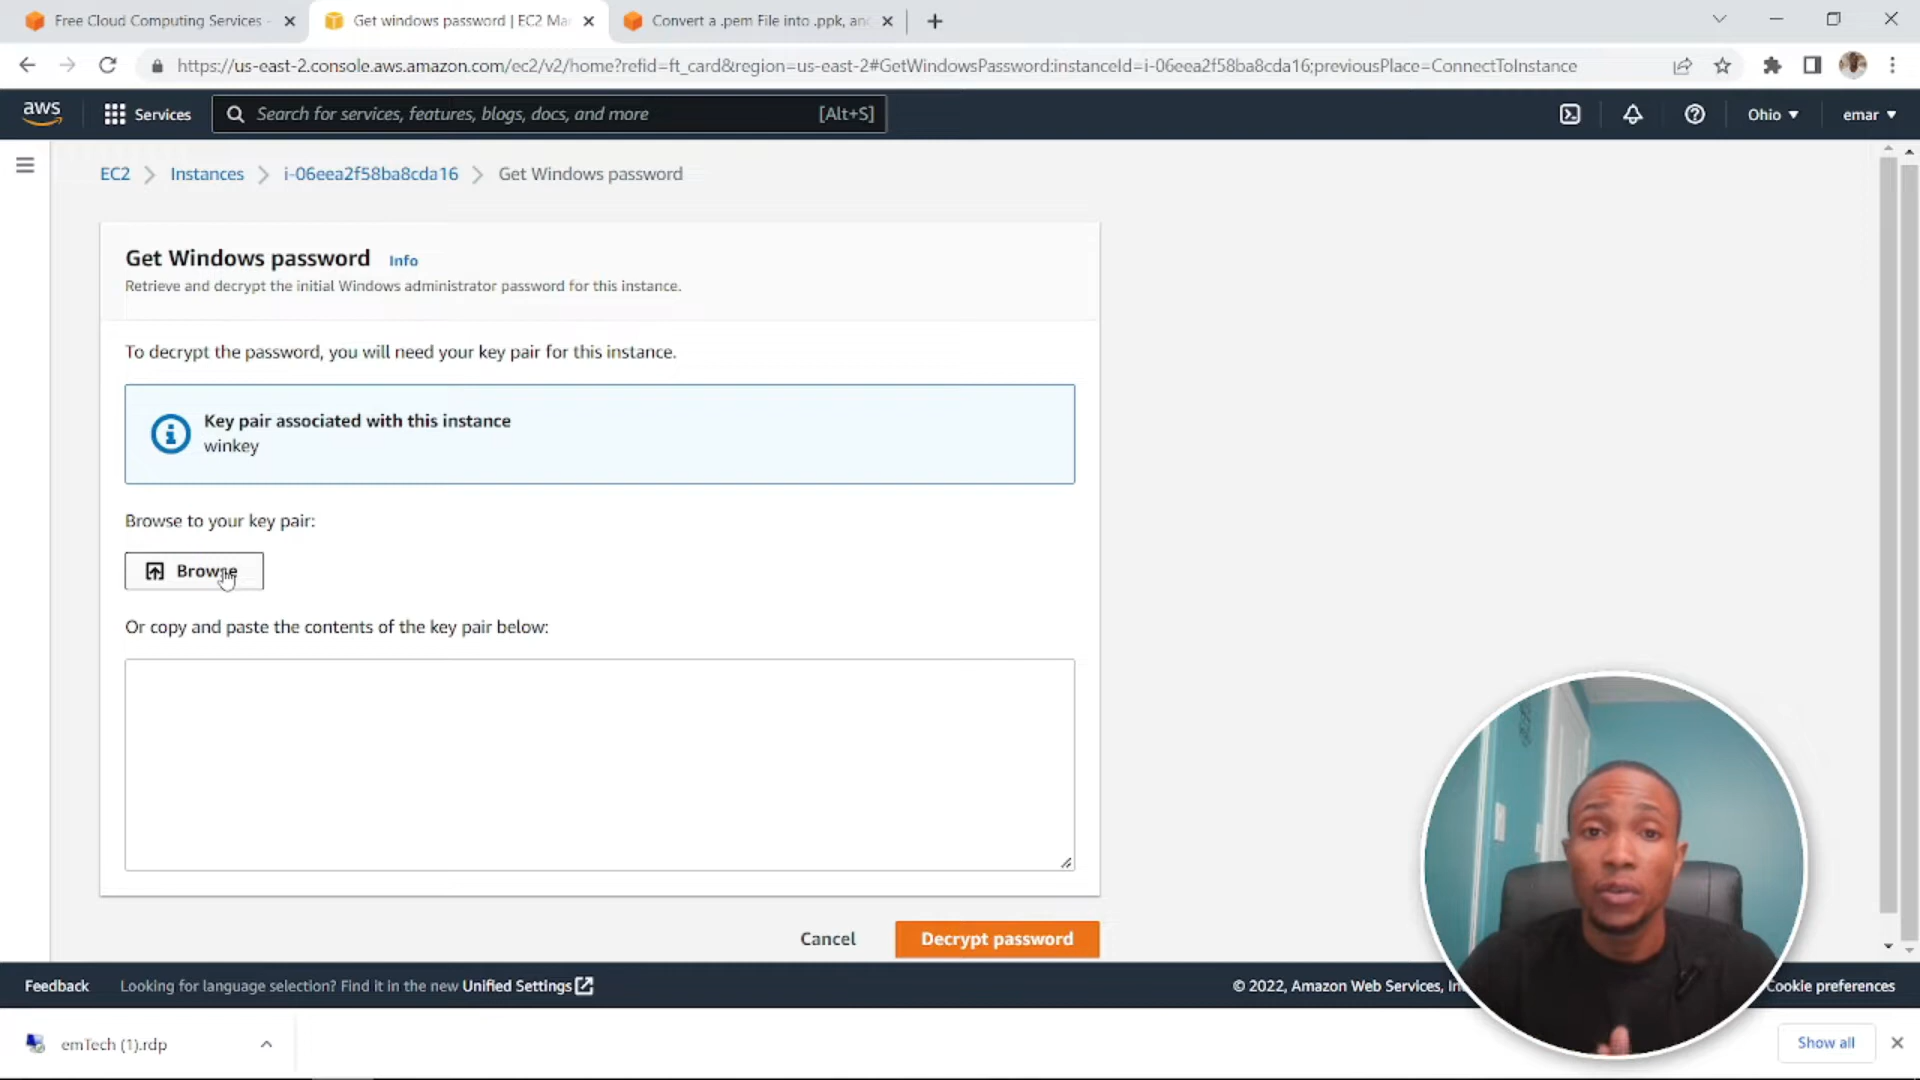 Free Cloud Computing Services -
Get windows password | EC2 Ma
Convert a .pem File into .ppk, an
https://us-east-2.console.aws.amazon.com/ec2/v2/home?refid=ft_card&region=us-east-2#GetWindowsPassword:instanceId=i-06eea2f58ba8cda16;previousPlace=ConnectToInstance
aws
Services
Search for services, features, blogs, docs, and more
[Alt+S]
Ohio
emar
EC2
Instances
i-06eea2f58ba8cda16
Get Windows password
Get Windows password
Info
Retrieve and decrypt the initial Windows administrator password for this instance.
To decrypt the password, you will need your key pair for this instance.
Key pair associated with this instance
winkey
Browse to your key pair:
Browse
Or copy and paste the contents of the key pair below:
Cancel
Decrypt password
Feedback
Looking for language selection? Find it in the new Unified Settings
© 2022, Amazon Web Services, In
Cookie preferences
emTech (1).rdp
Show all